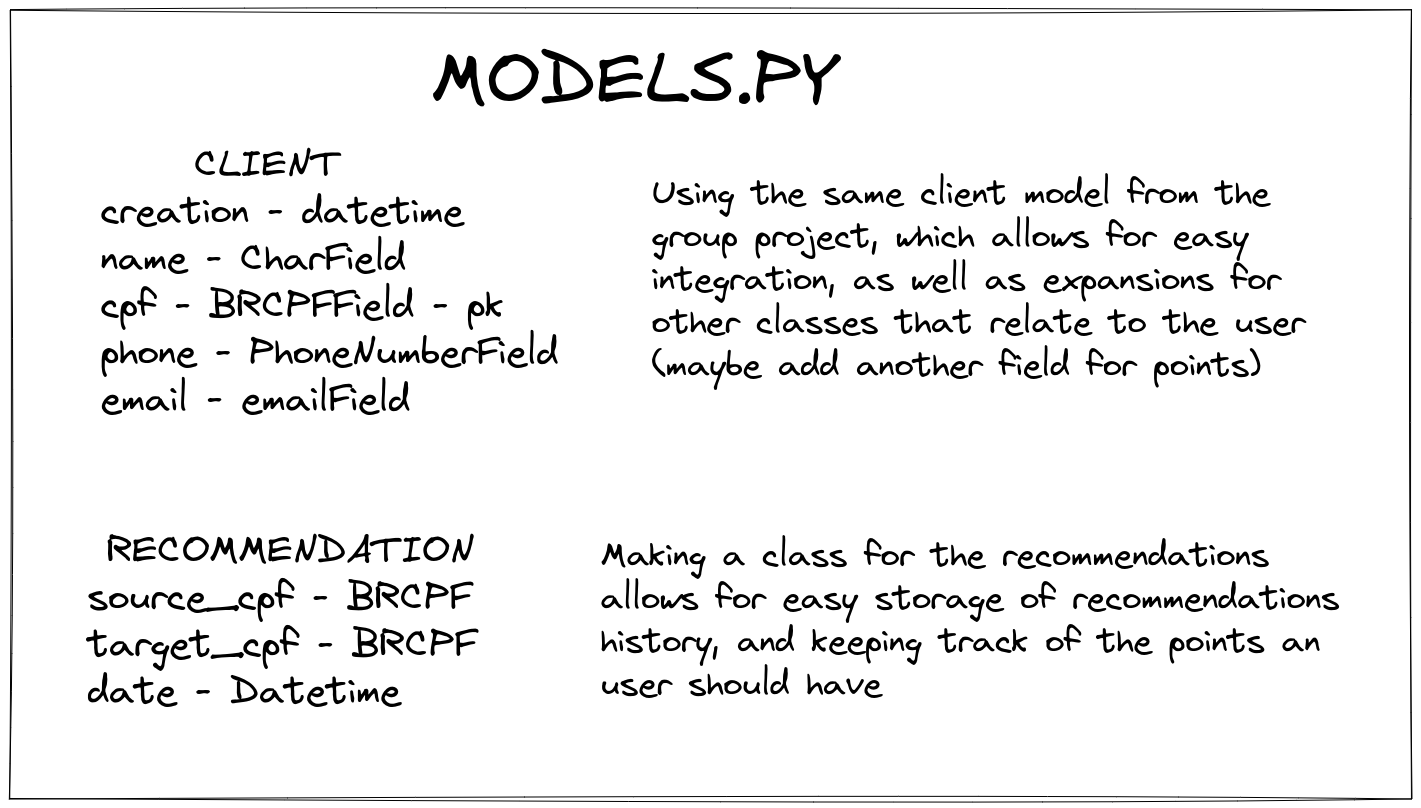 MODELS.PY
CLIENT
creation - datetime
name - CharField
cpf - BRCPFField - pk
phone - PhoneNumberField
email - emailField
Using the same client model from the
group project, which allows for easy
integration, as well as expansions for
other classes that relate to the user
(maybe add another field for points)
RECOMMENDATION
source_cpf - BRCPF
target_cpf - BRCPF
date - Datetime
Making a class for the recommendations
allows for easy storage of recommendations
history, and keeping track of the points an
user should have